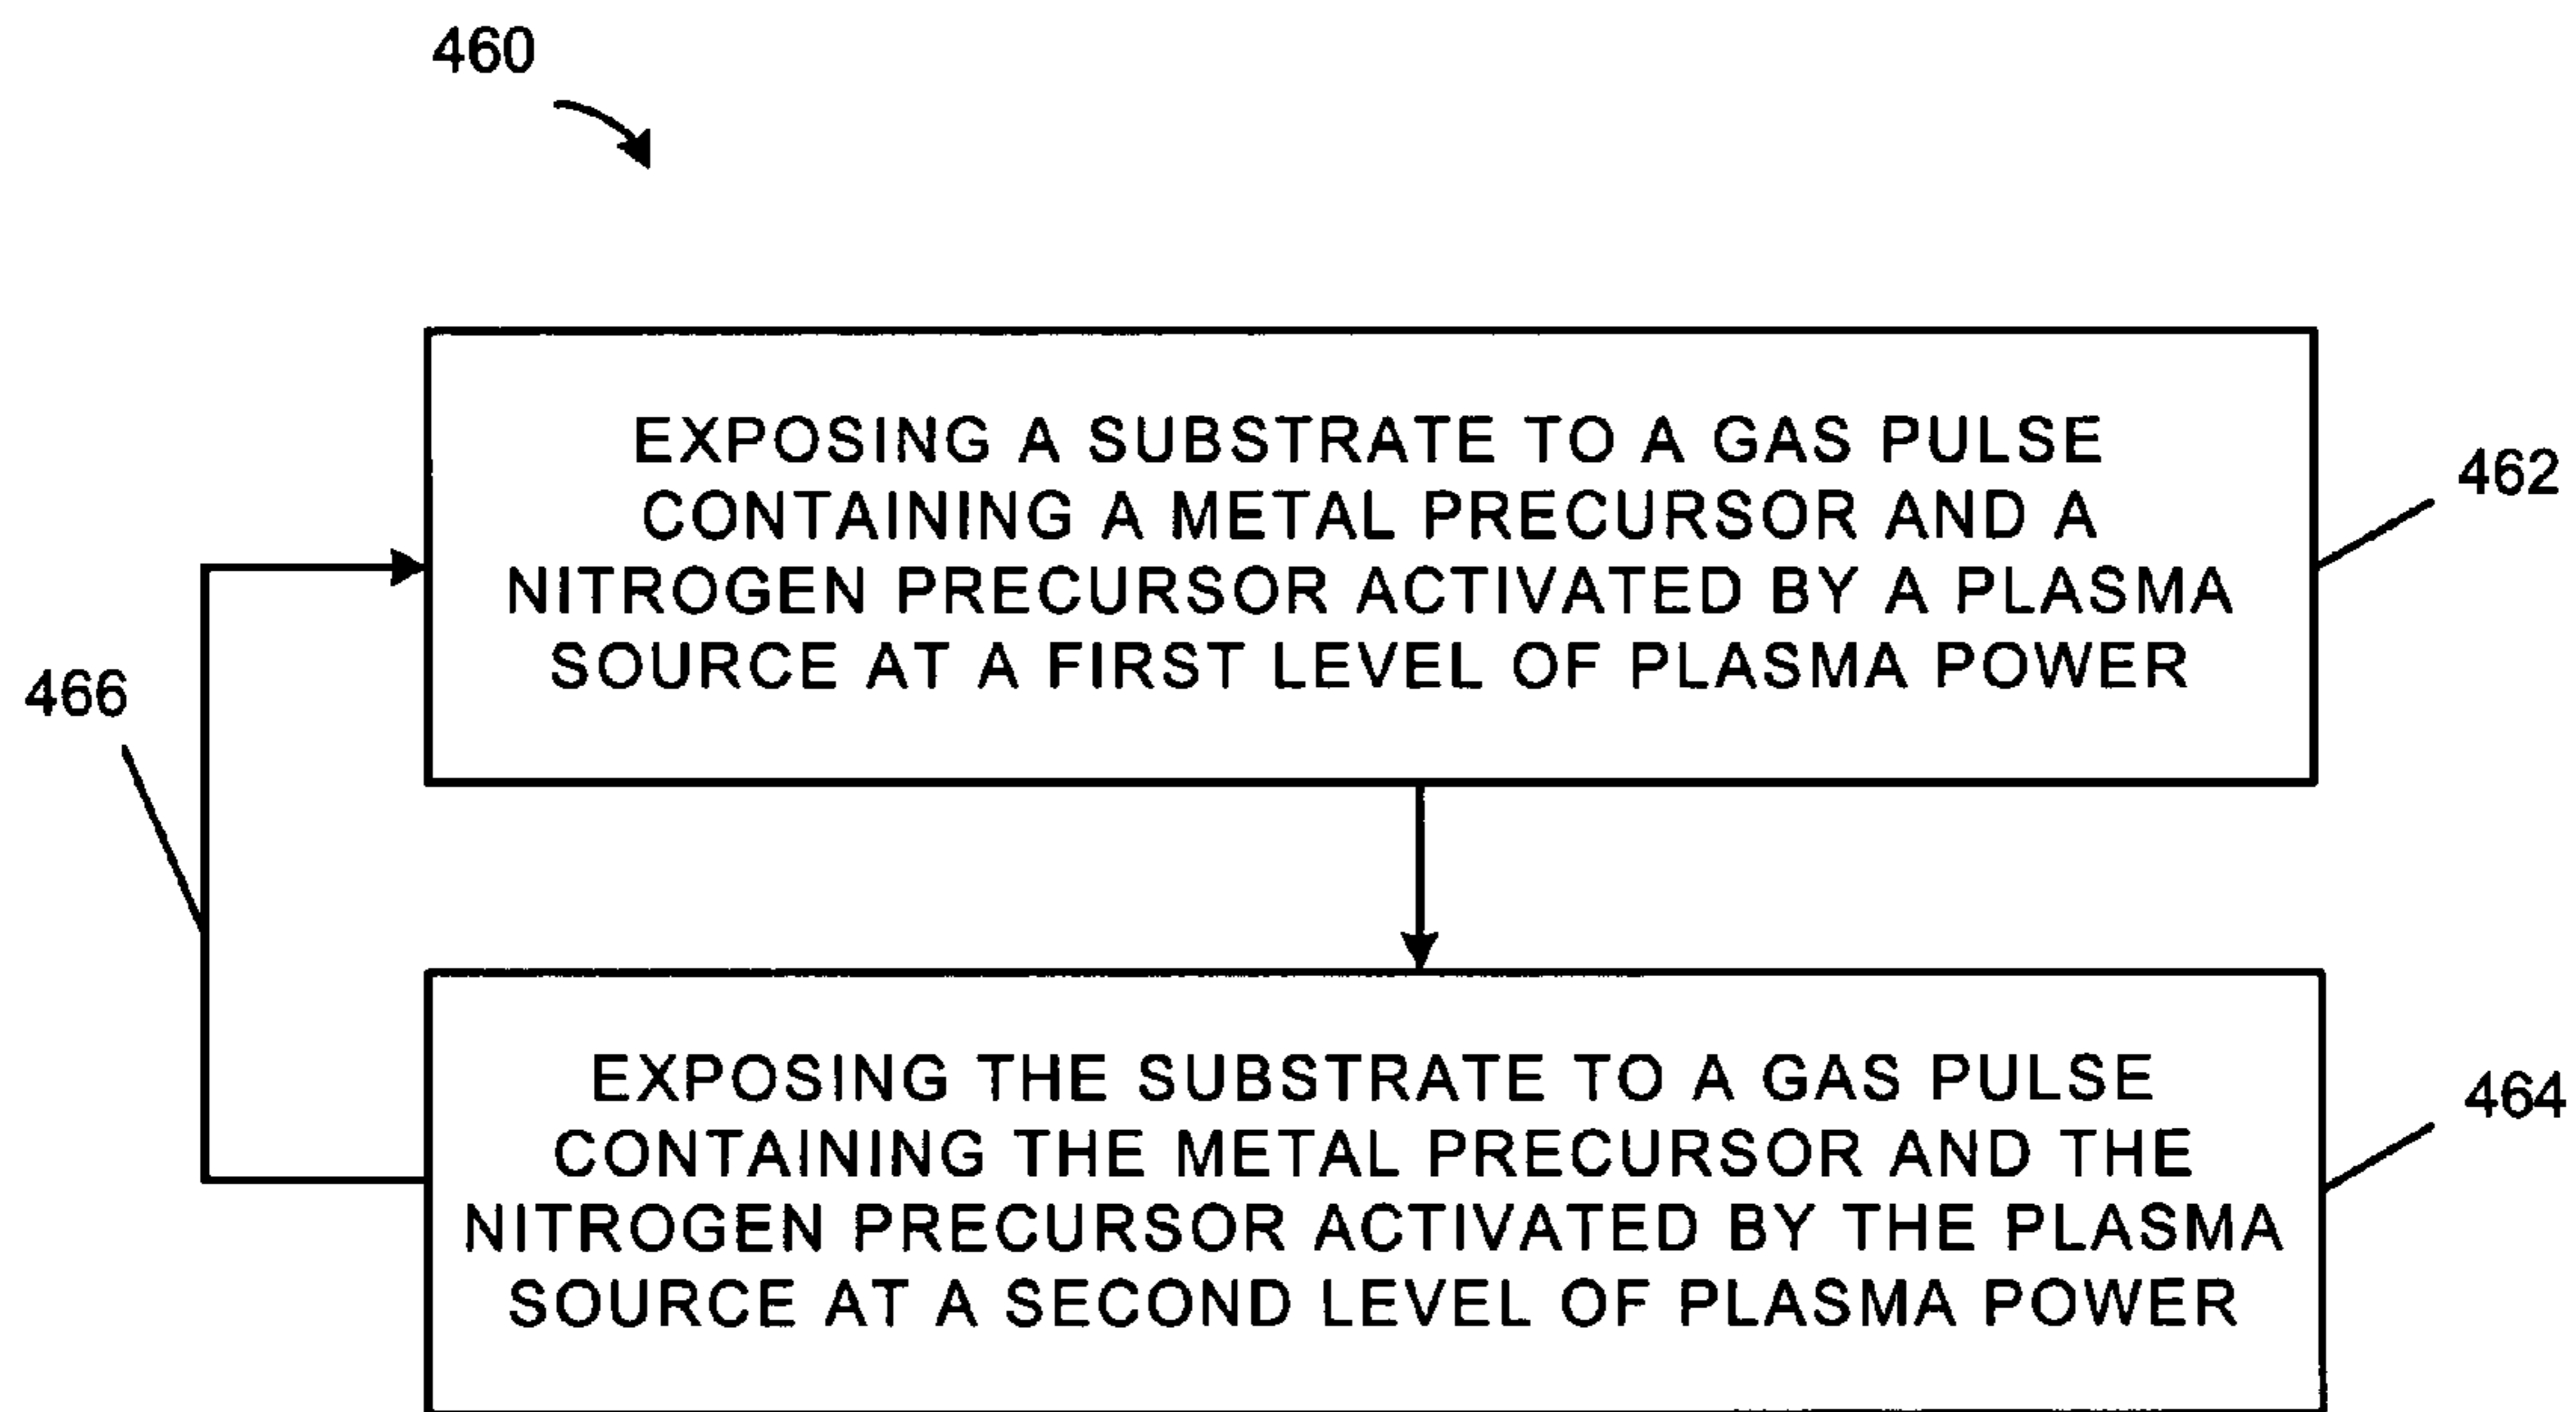 460
EXPOSING A SUBSTRATE TO A GAS PULSE
CONTAINING A METAL PRECURSOR AND A
NITROGEN PRECURSOR ACTIVATED BY A PLASMA
SOURCE AT A FIRST LEVEL OF PLASMA POWER
462
466
EXPOSING THE SUBSTRATE TO A GAS PULSE
CONTAINING THE METAL PRECURSOR AND THE
NITROGEN PRECURSOR ACTIVATED BY THE PLASMA
SOURCE AT A SECOND LEVEL OF PLASMA POWER
464